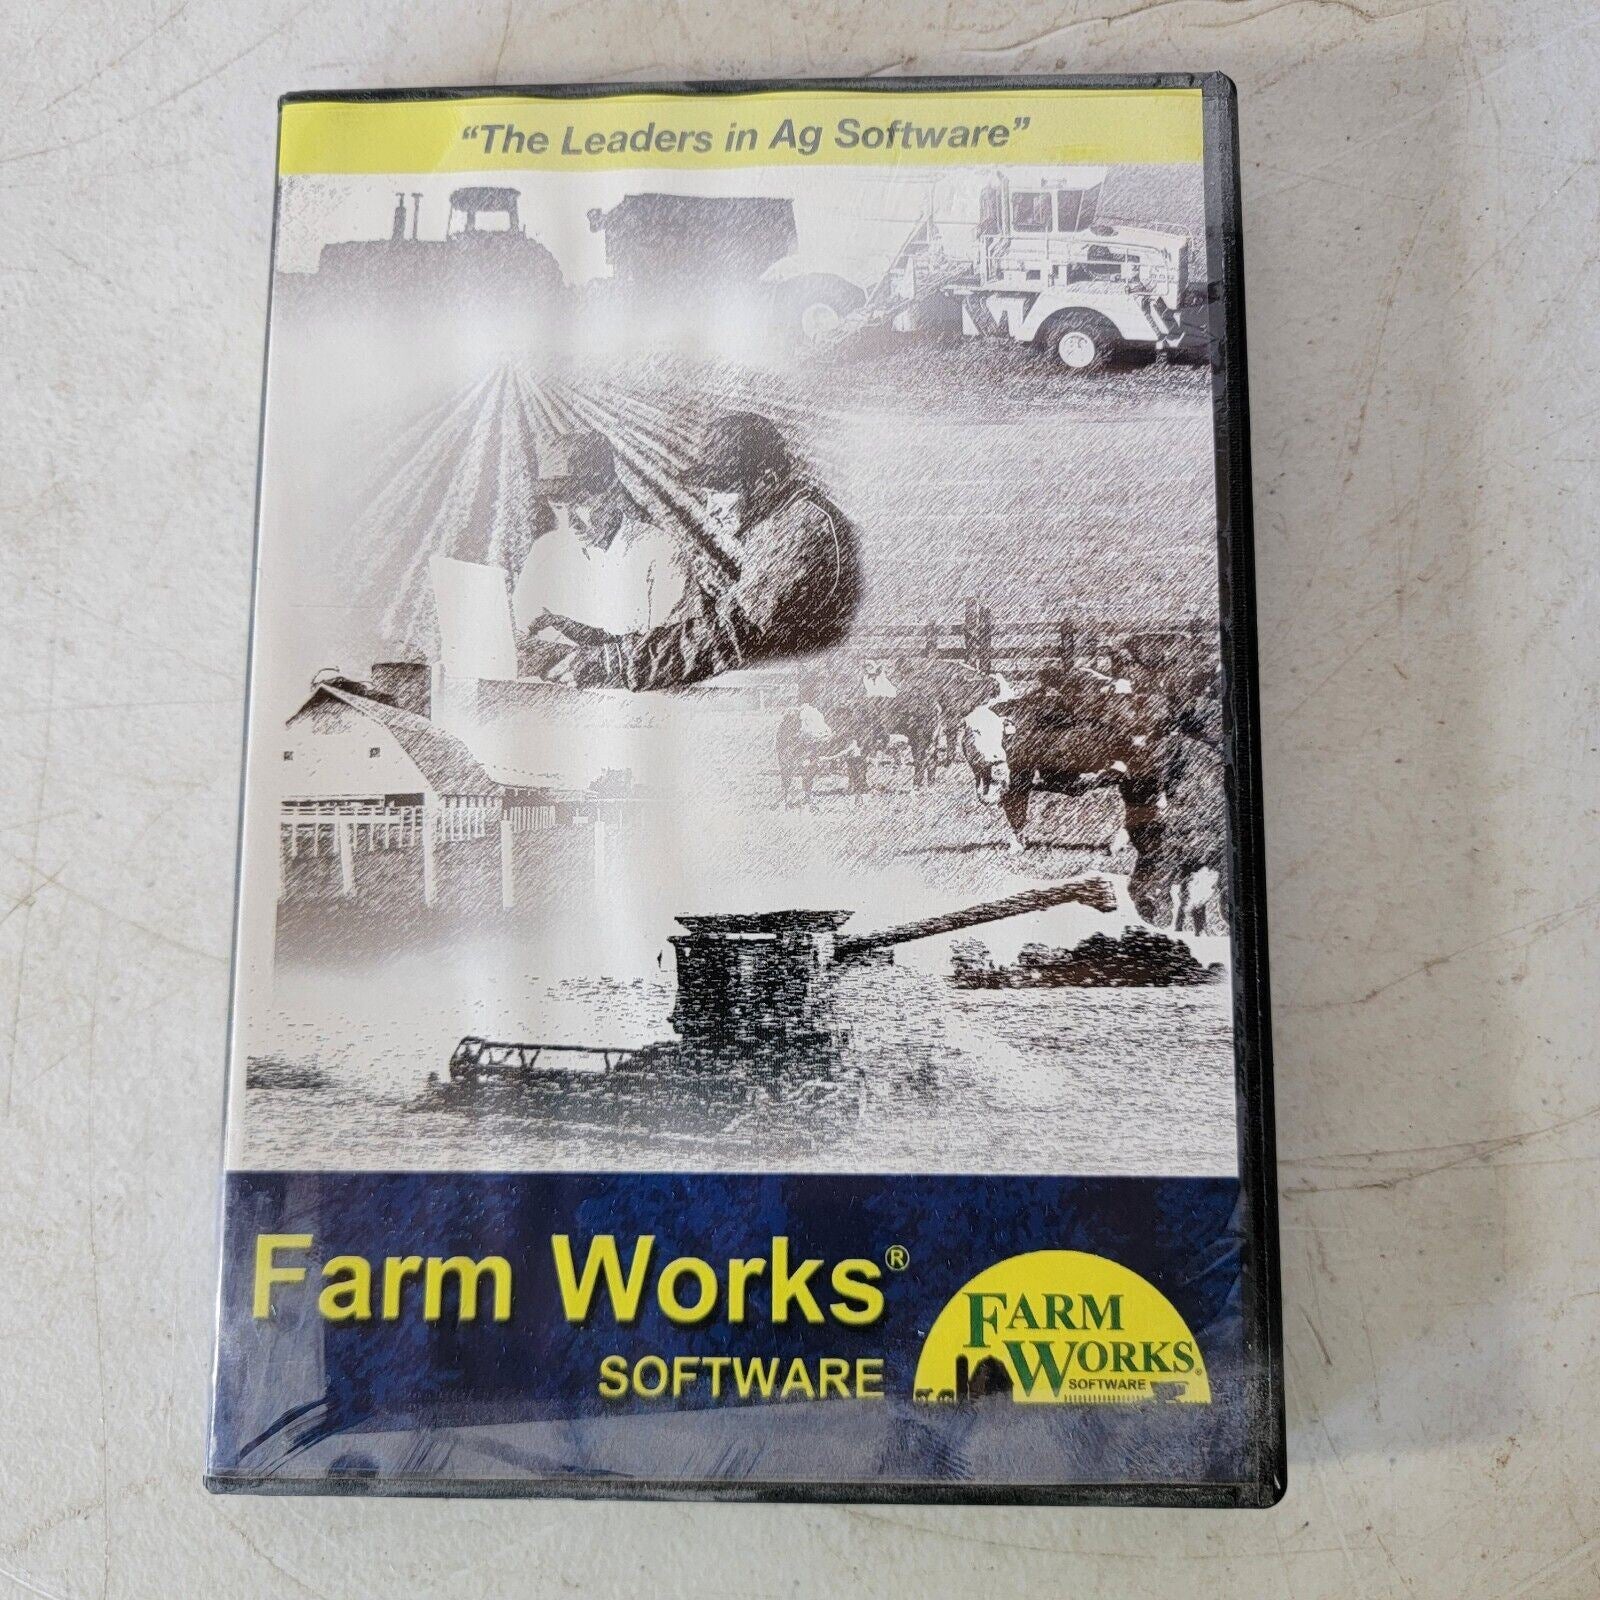 “The Leaders in Ag Software”
Farm Works®
SOFTWARE
FARM
WORKS®
SOFTWARE